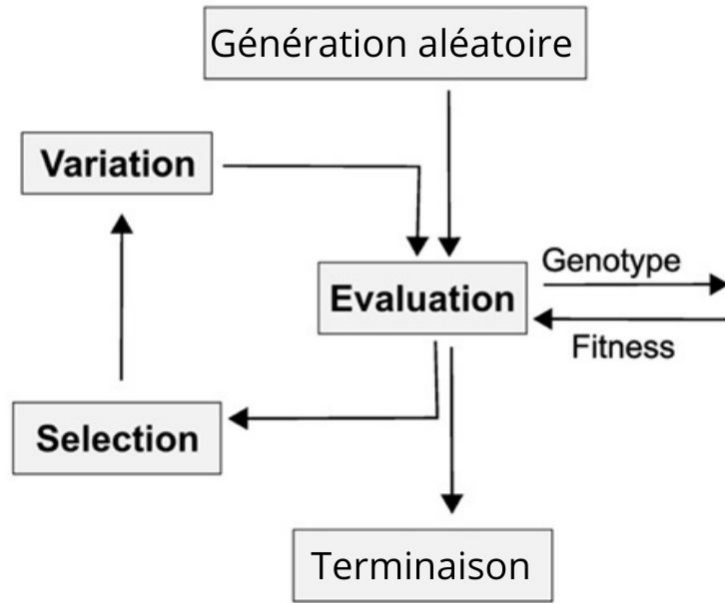 Génération aléatoire
Variation
Genotype
Evaluation
Fitness
Selection
Terminaison